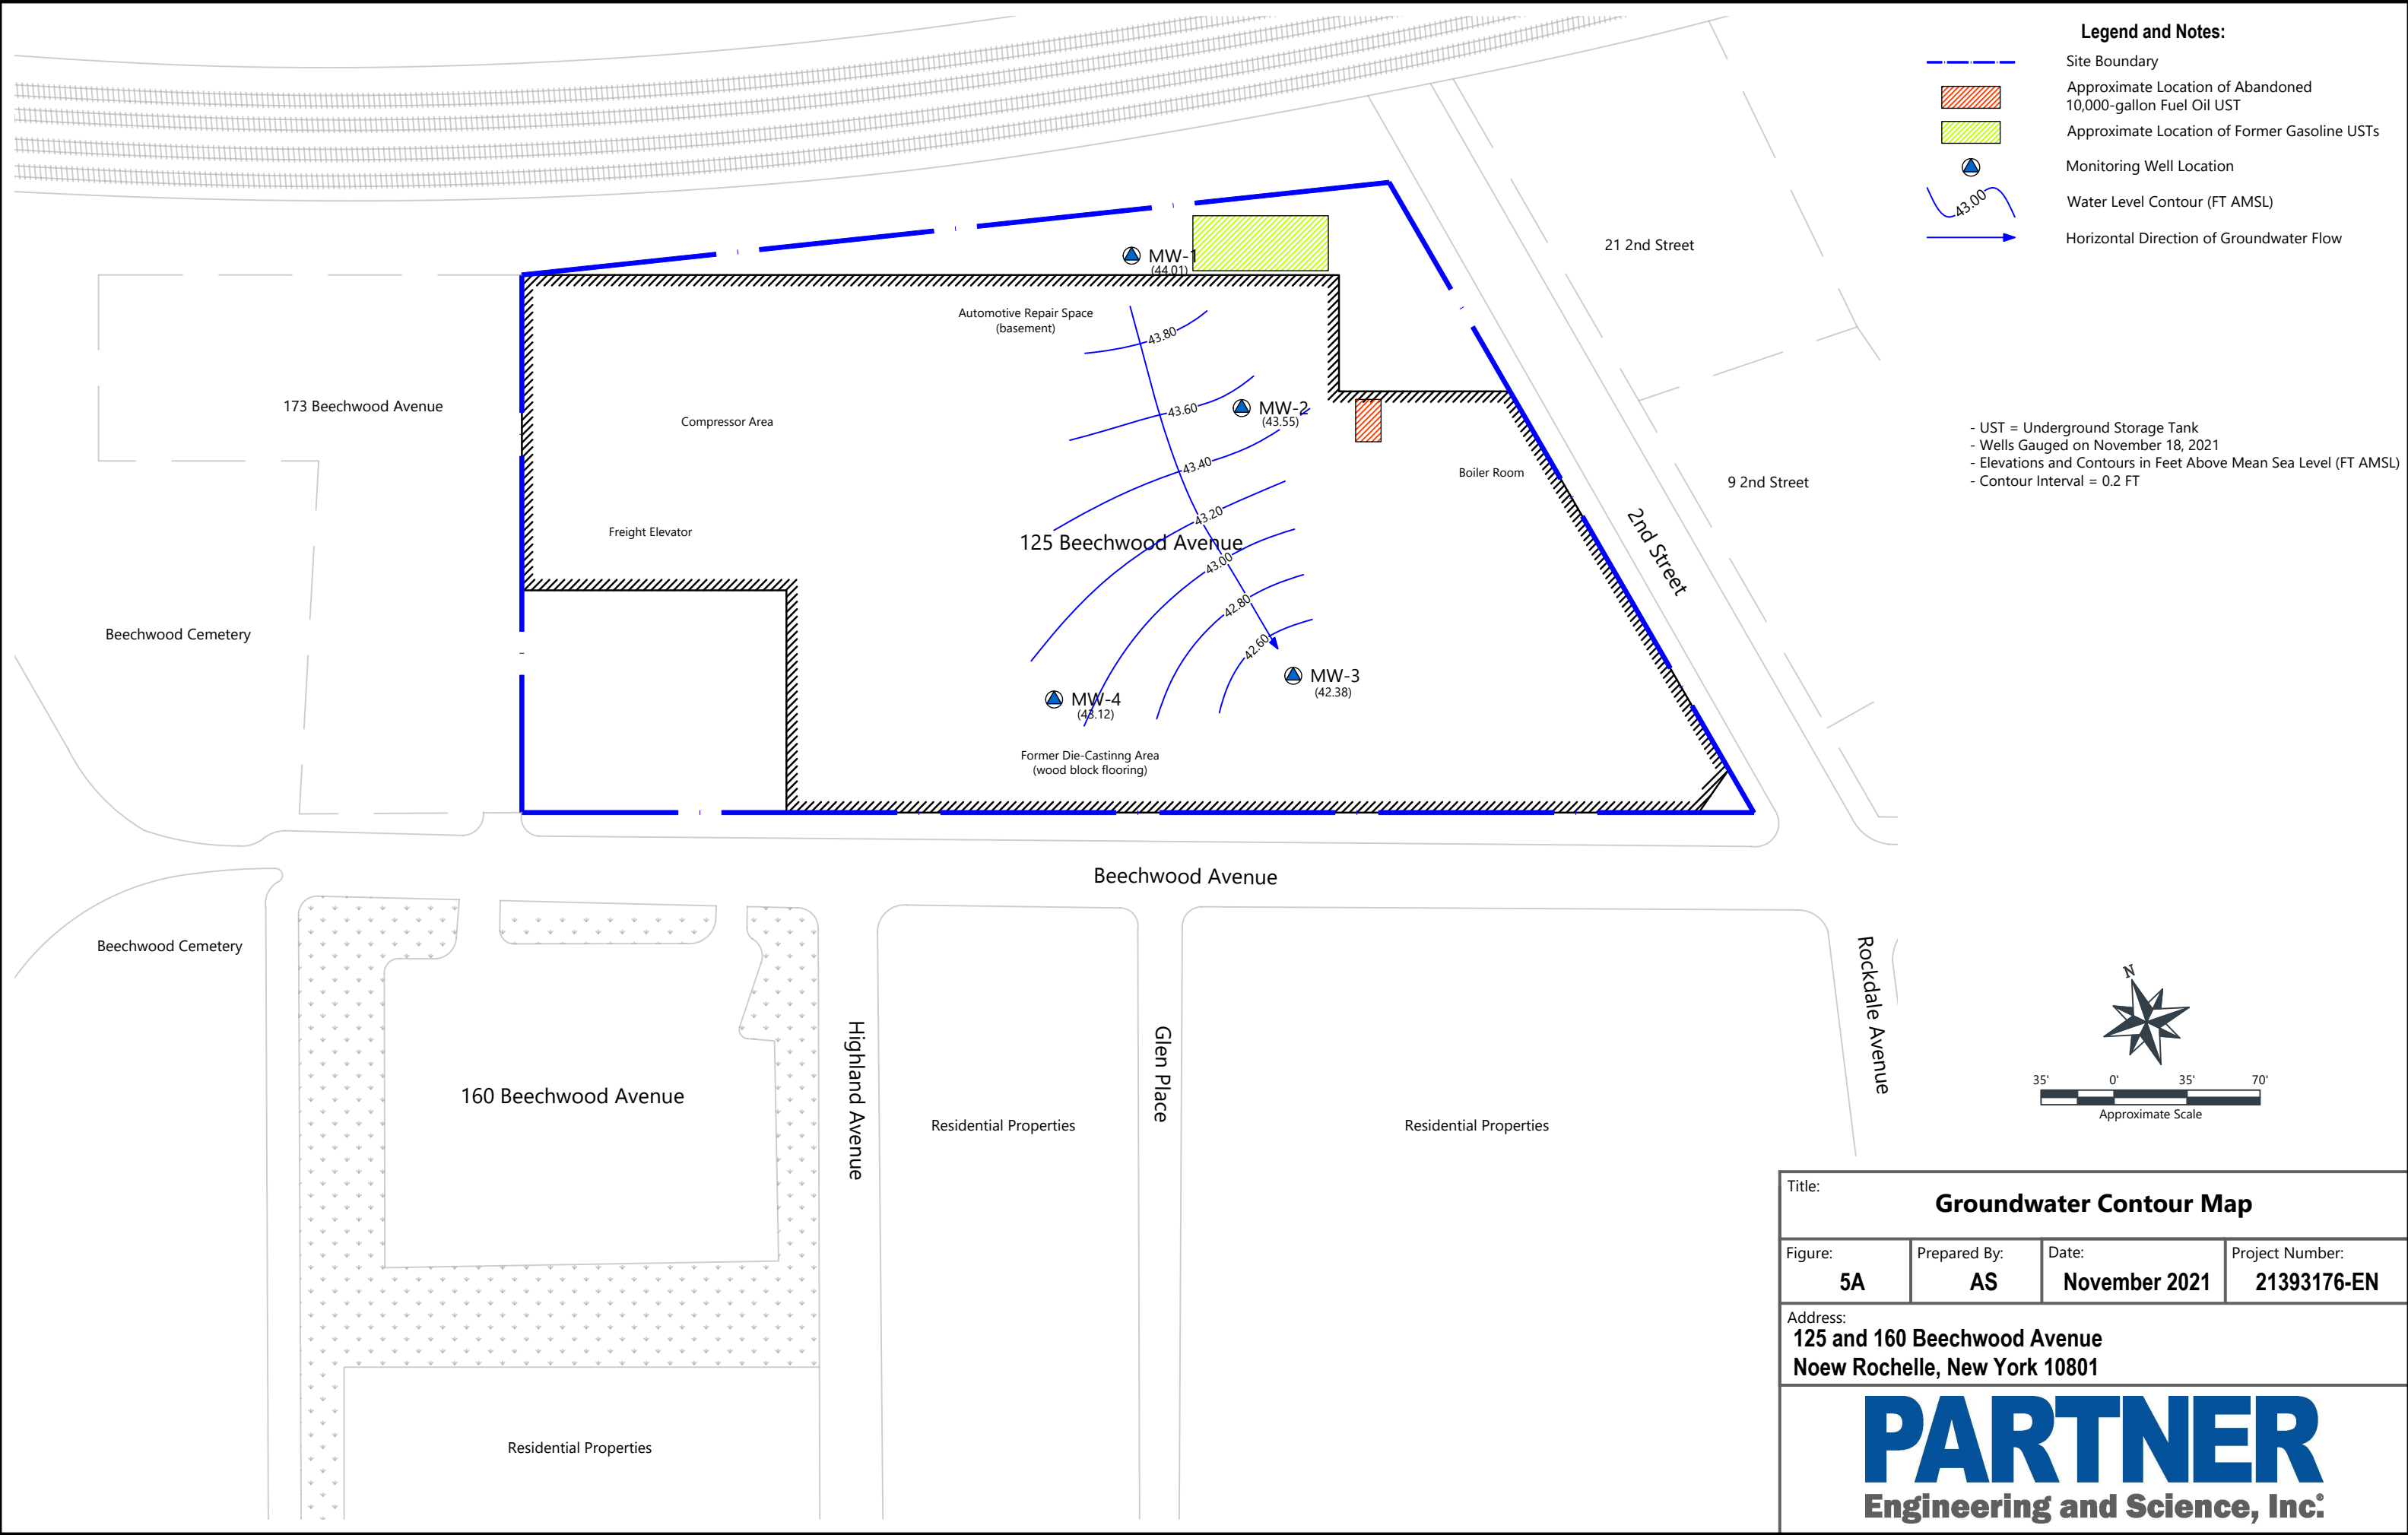 Legend and Notes:
Site Boundary
Approximate Location of Abandoned
10,000-gallon Fuel Oil UST
Approximate Location of Former Gasoline USTs
Monitoring Well Location
43.00
Water Level Contour (FT AMSL)
Horizontal Direction of Groundwater Flow
- UST = Underground Storage Tank
- Wells Gauged on November 18, 2021
- Elevations and Contours in Feet Above Mean Sea Level (FT AMSL)
- Contour Interval = 0.2 FT
21 2nd Street
9 2nd Street
2nd Street
MW-1
(44.01)
Automotive Repair Space
(basement)
43.80
173 Beechwood Avenue
Compressor Area
43.60
MW-2
(43.55)
43.40
Boiler Room
Freight Elevator
43.20
125 Beechwood Avenue
43.00
42.80
Beechwood Cemetery
42.60
MW-3
(42.38)
MW-4
(43.12)
Former Die-Castinng Area
(wood block flooring)
Beechwood Avenue
Beechwood Cemetery
Rockdale Avenue
Highland Avenue
Glen Place
160 Beechwood Avenue
Residential Properties
Residential Properties
Residential Properties
N
35' 0' 35' 70'
Approximate Scale
Title:
Groundwater Contour Map
Figure:
5A
Prepared By:
AS
Date:
November 2021
Project Number:
21393176-EN
Address:
125 and 160 Beechwood Avenue
Noew Rochelle, New York 10801
PARTNER
Engineering and Science, Inc.®